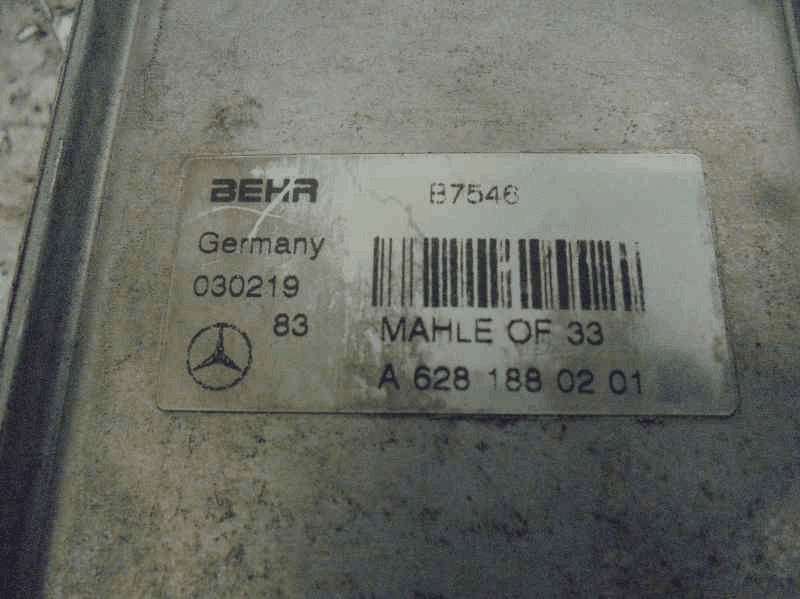 BEHR
B7546
Germany
030219
83
MAHLE OF 33
A 628 188 02 01